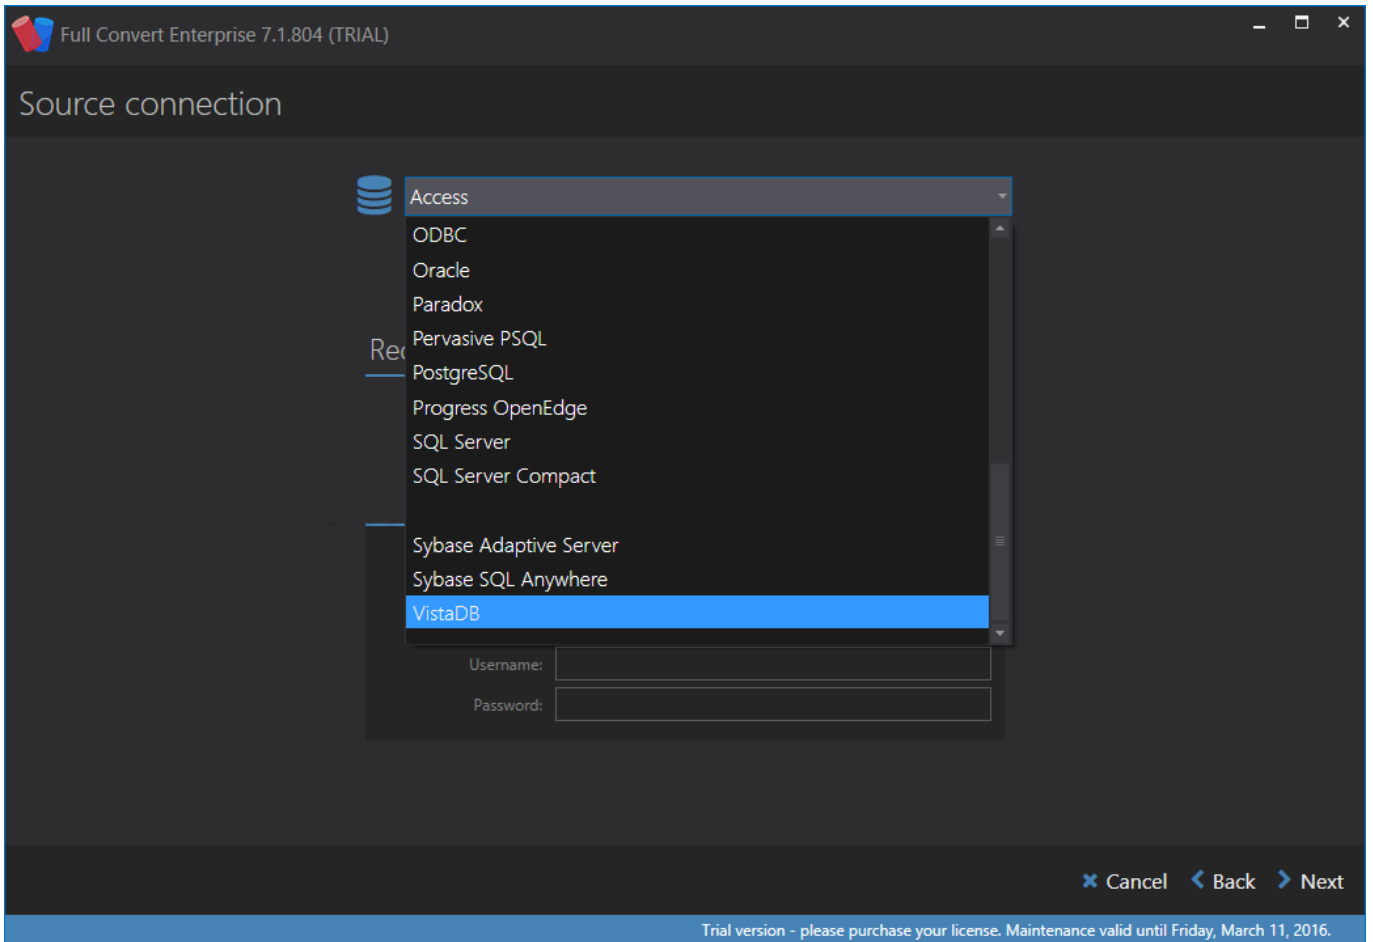 Full Convert Enterprise 7.1.804 (TRIAL)
Source connection
Access
ODBC
Oracle
Paradox
Pervasive PSQL
PostgreSQL
Progress OpenEdge
SQL Server
SQL Server Compact
Sybase Adaptive Server
Sybase SQL Anywhere
VistaDB
Username:
Password:
Cancel Back Next
Trial version - please purchase your license. Maintenance valid until Friday, March 11, 2016.